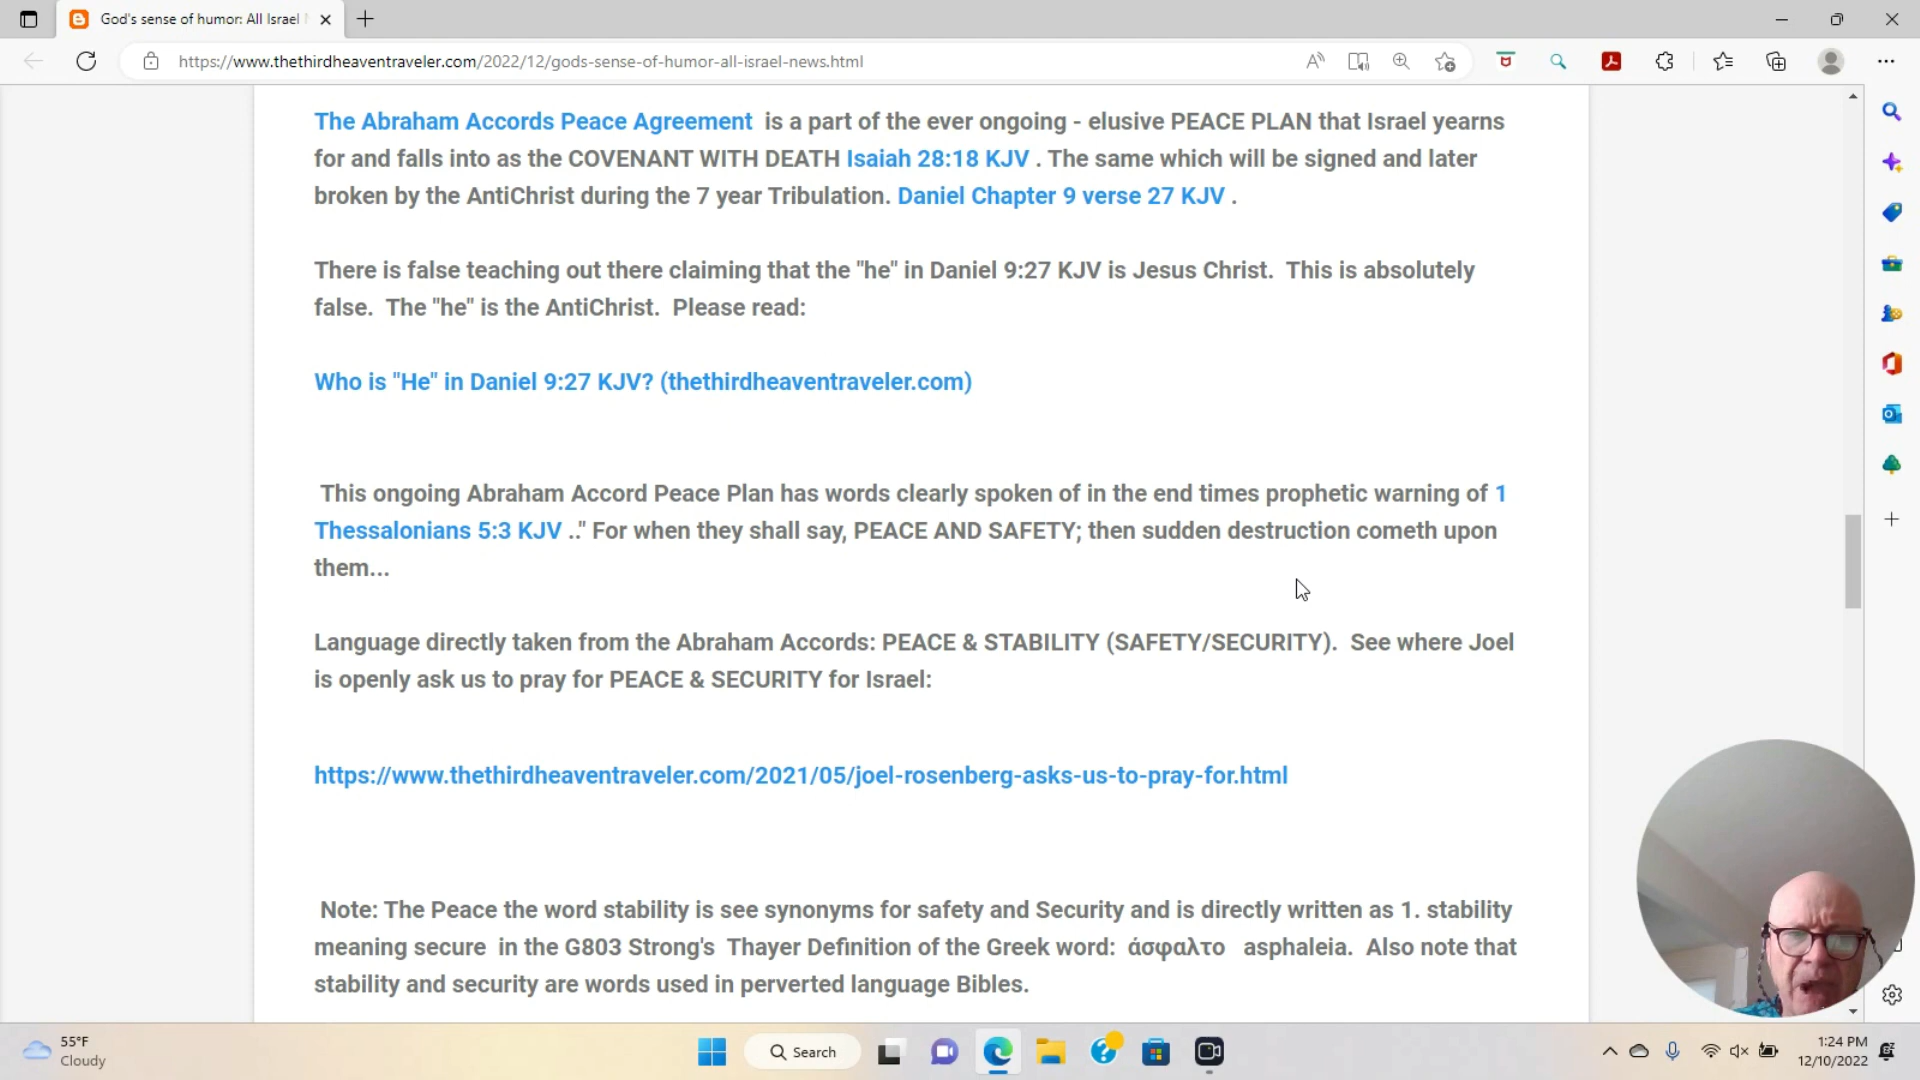 God's sense of humor: All Israel N
https://www.thethirdheaventraveler.com/2022/12/gods-sense-of-humor-all-israel-news.html
The Abraham Accords Peace Agreement is a part of the ever ongoing - elusive PEACE PLAN that Israel yearns
for and falls into as the COVENANT WITH DEATH Isaiah 28:18 KJV . The same which will be signed and later
broken by the AntiChrist during the 7 year Tribulation. Daniel Chapter 9 verse 27 KJV .
There is false teaching out there claiming that the "he" in Daniel 9:27 KJV is Jesus Christ. This is absolutely
false. The "he" is the AntiChrist. Please read:
Who is "He" in Daniel 9:27 KJV? (thethirdheaventraveler.com)
This ongoing Abraham Accord Peace Plan has words clearly spoken of in the end times prophetic warning of 1
Thessalonians 5:3 KJV .." For when they shall say, PEACE AND SAFETY; then sudden destruction cometh upon
them...
Language directly taken from the Abraham Accords: PEACE & STABILITY (SAFETY/SECURITY). See where Joel
is openly ask us to pray for PEACE & SECURITY for Israel:
https://www.thethirdheaventraveler.com/2021/05/joel-rosenberg-asks-us-to-pray-for.html
Note: The Peace the word stability is see synonyms for safety and Security and is directly written as 1. stability
meaning secure in the G803 Strong's Thayer Definition of the Greek word: άσφαλτο asphaleia. Also note that
stability and security are words used in perverted language Bibles.
55°F
Cloudy
Search
1:24 PM
12/10/2022